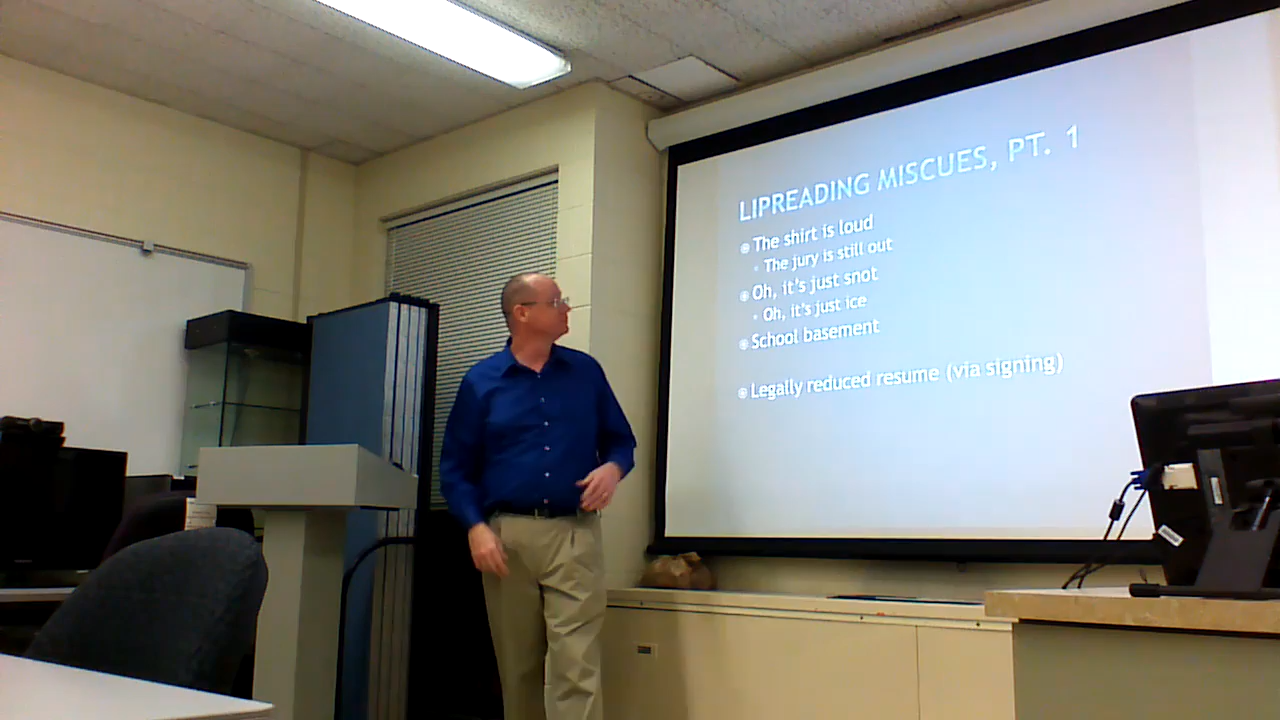 LIPREADING MISCUES, PT. 1
The shirt is loud
The jury is still out
Oh, it's just snot
Oh, it's just ice
School basement
Legally reduced resume (via signing)